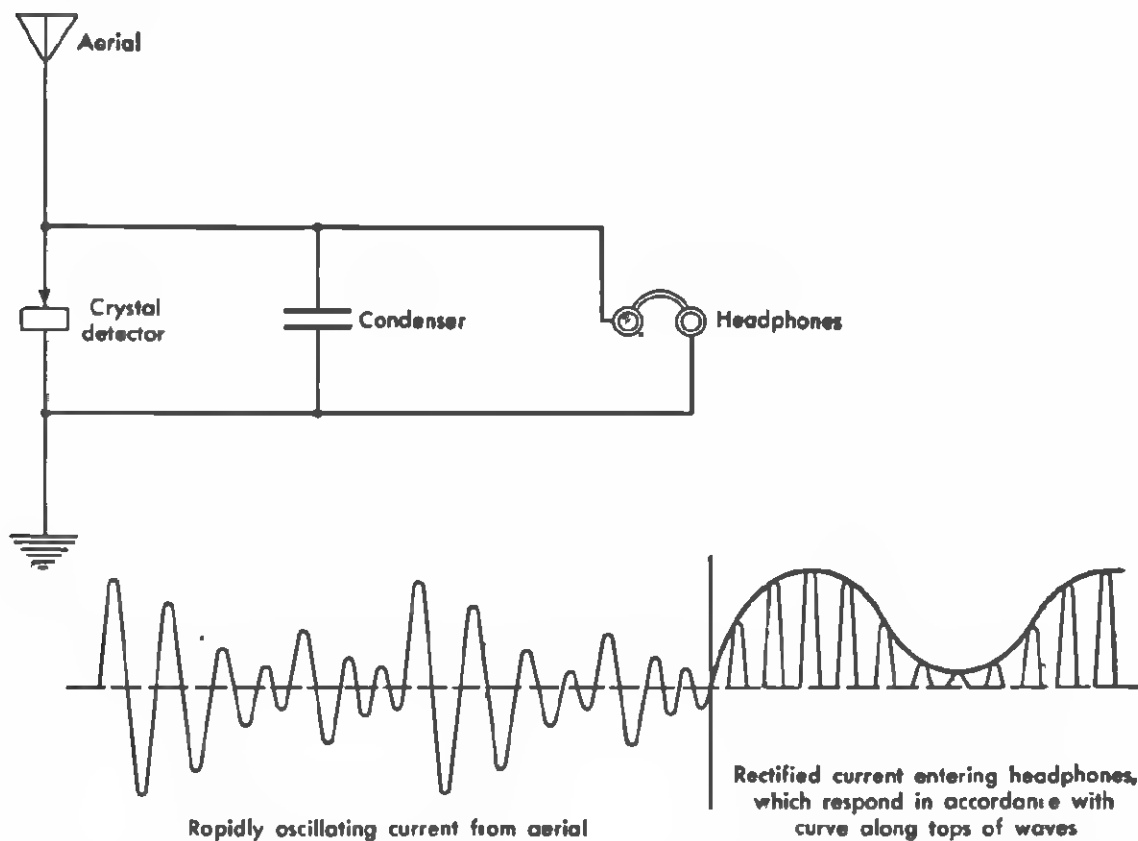 Aerial
Crystal
detector
Condenser
Headphones
Rapidly oscillating current from aerial
Rectified current entering headphones,
which respond in accordance with
curve along tops of waves